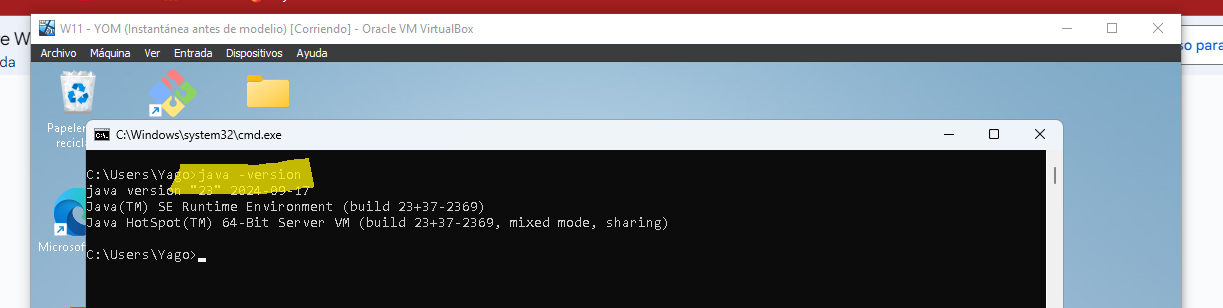 W11 - YOM (Instantánea antes de modelio) [Corriendo] - Oracle VM VirtualBox
re W
so para
da
Archivo Máquina Ver Entrada Dispositivos Ayuda
Papeler
recicl
C:\Windows\system32\cmd.exe
C:\Users\Yago>java -version
java version "23" 2024-09-17
Java(TM) SE Runtime Environment (build 23+37-2369)
Java HotSpot(TM) 64-Bit Server VM (build 23+37-2369, mixed mode, sharing)
Microsof
C:\Users\Yago>